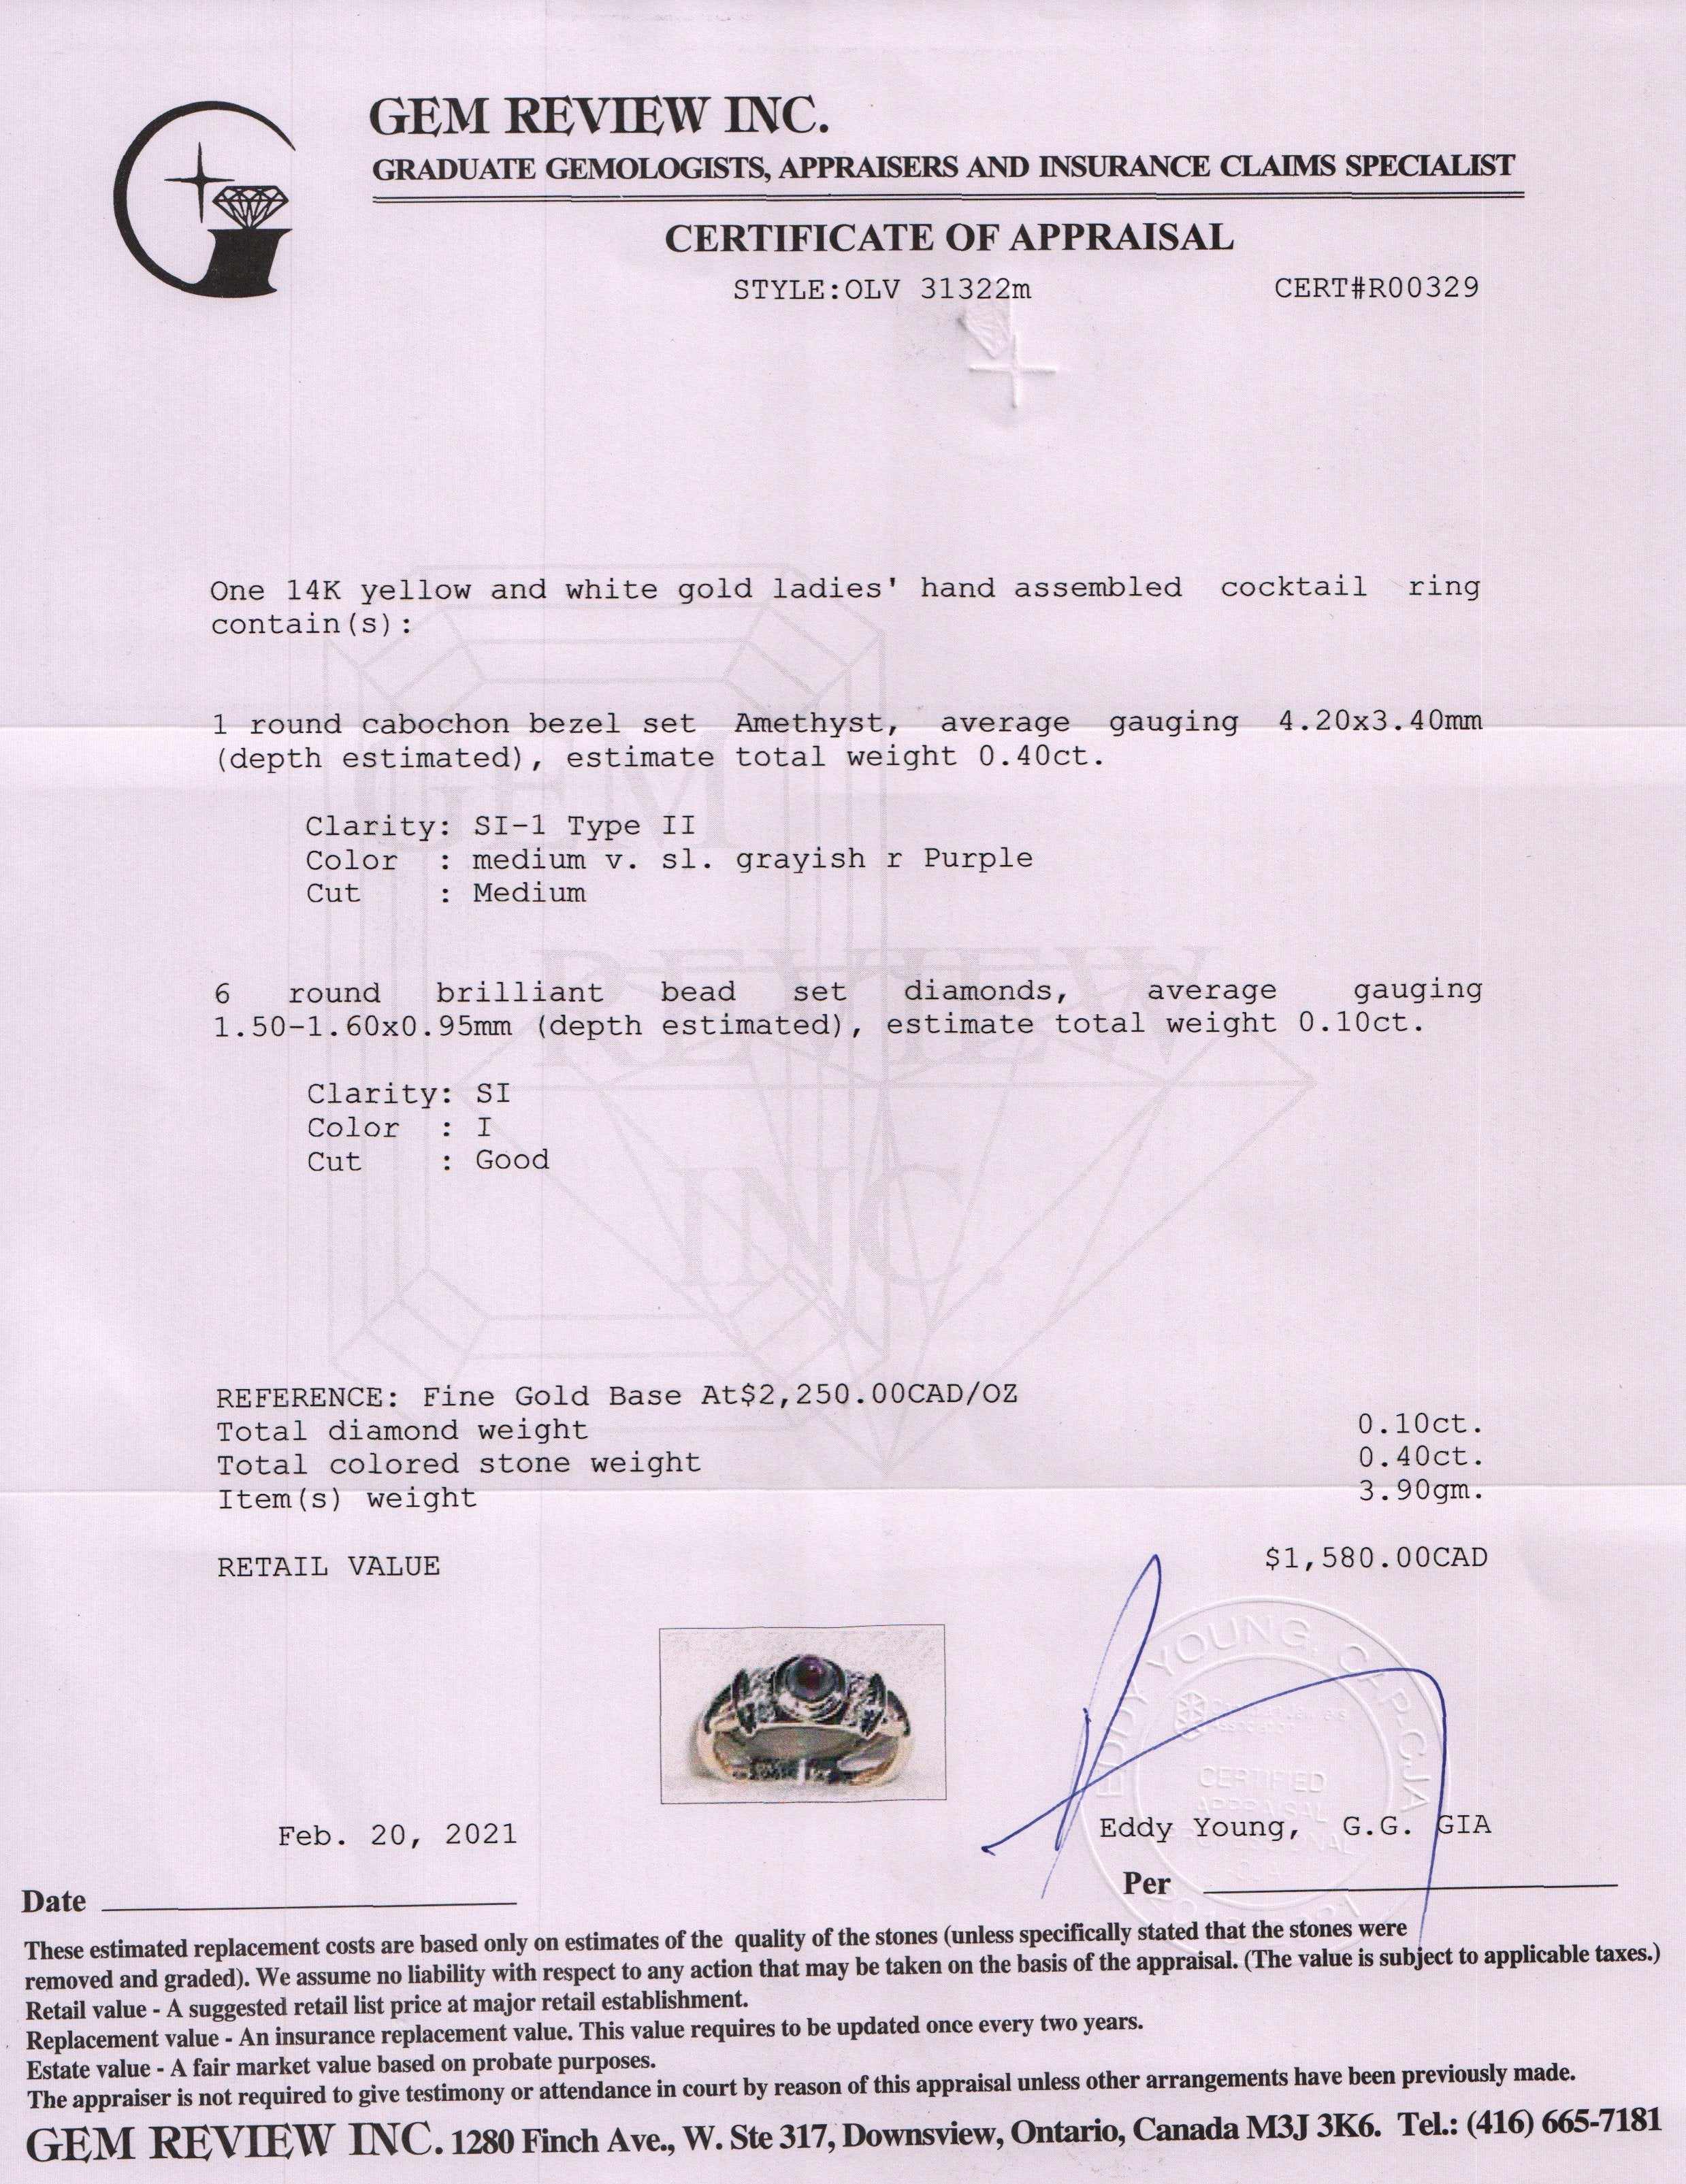 GEM REVIEW INC.
GRADUATE GEMOLOGISTS, APPRAISERS AND INSURANCE CLAIMS SPECIALIST
CERTIFICATE OF APPRAISAL
STYLE:OLV 31322m CERT#R00329
One 14K yellow and white gold ladies' hand assembled cocktail ring
contain(s):
1 round cabochon bezel set Amethyst, average gauging 4.20x3.40mm
(depth estimated), estimate total weight 0.40ct.
Clarity: SI-1 Type II
Color : medium v. sl. grayish r Purple
Cut : Medium
GEM
REVIEW
INC.
6 round brilliant bead set diamonds, average gauging
1.50-1.60x0.95mm (depth estimated), estimate total weight 0.10ct.
Clarity: SI
Color : I
Cut : Good
REFERENCE: Fine Gold Base At$2,250.00CAD/OZ
Total diamond weight 0.10ct.
Total colored stone weight 0.40ct.
Item(s) weight 3.90gm.
RETAIL VALUE $1,580.00CAD
EDDY YOUNG, CAP-CJA
CERTIFIED
APPRAISAL
Feb. 20, 2021
Eddy Young, G.G. GIA
Date
Per
These estimated replacement costs are based only on estimates of the quality of the stones (unless specifically stated that the stones were
removed and graded). We assume no liability with respect to any action that may be taken on the basis of the appraisal. (The value is subject to applicable taxes.)
Retail value - A suggested retail list price at major retail establishment.
Replacement value - An insurance replacement value. This value requires to be updated once every two years.
Estate value - A fair market value based on probate purposes.
The appraiser is not required to give testimony or attendance in court by reason of this appraisal unless other arrangements have been previously made.
GEM REVIEW INC. 1280 Finch Ave., W. Ste 317, Downsview, Ontario, Canada M3J 3K6. Tel.: (416) 665-7181